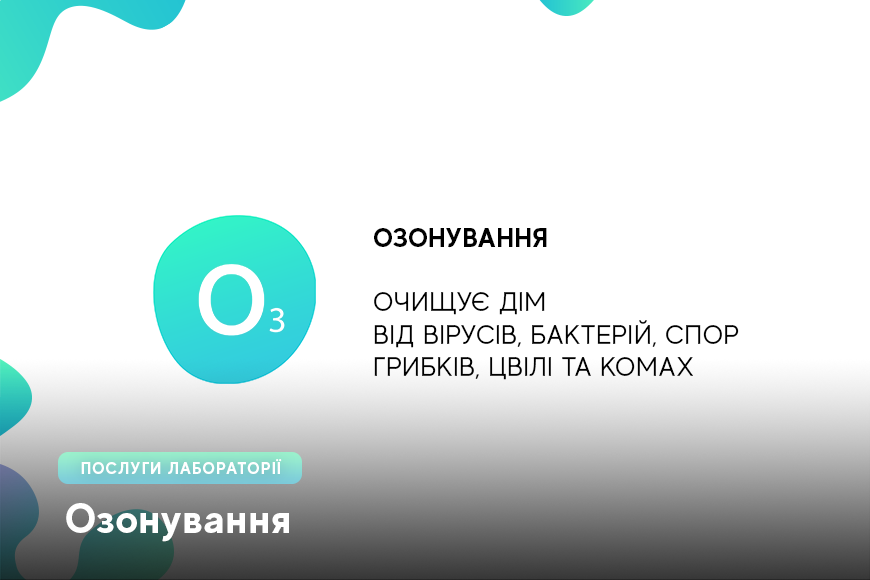 O3
ОЗОНУВАННЯ
ОЧИЩУЄ ДІМ
ВІД ВІРУСІВ, БАКТЕРІЙ, СПОР
ГРИБКІВ, ЦВІЛІ ТА КОМАХ
ПОСЛУГИ ЛАБОРАТОРІЇ
Озонування